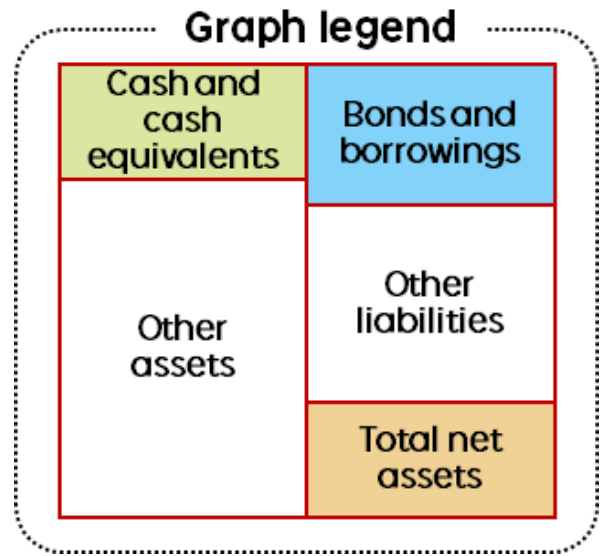 Graph legend
Cash and
cash
equivalents
Bonds and
borrowings
Other
assets
Other
liabilities
Total net
assets